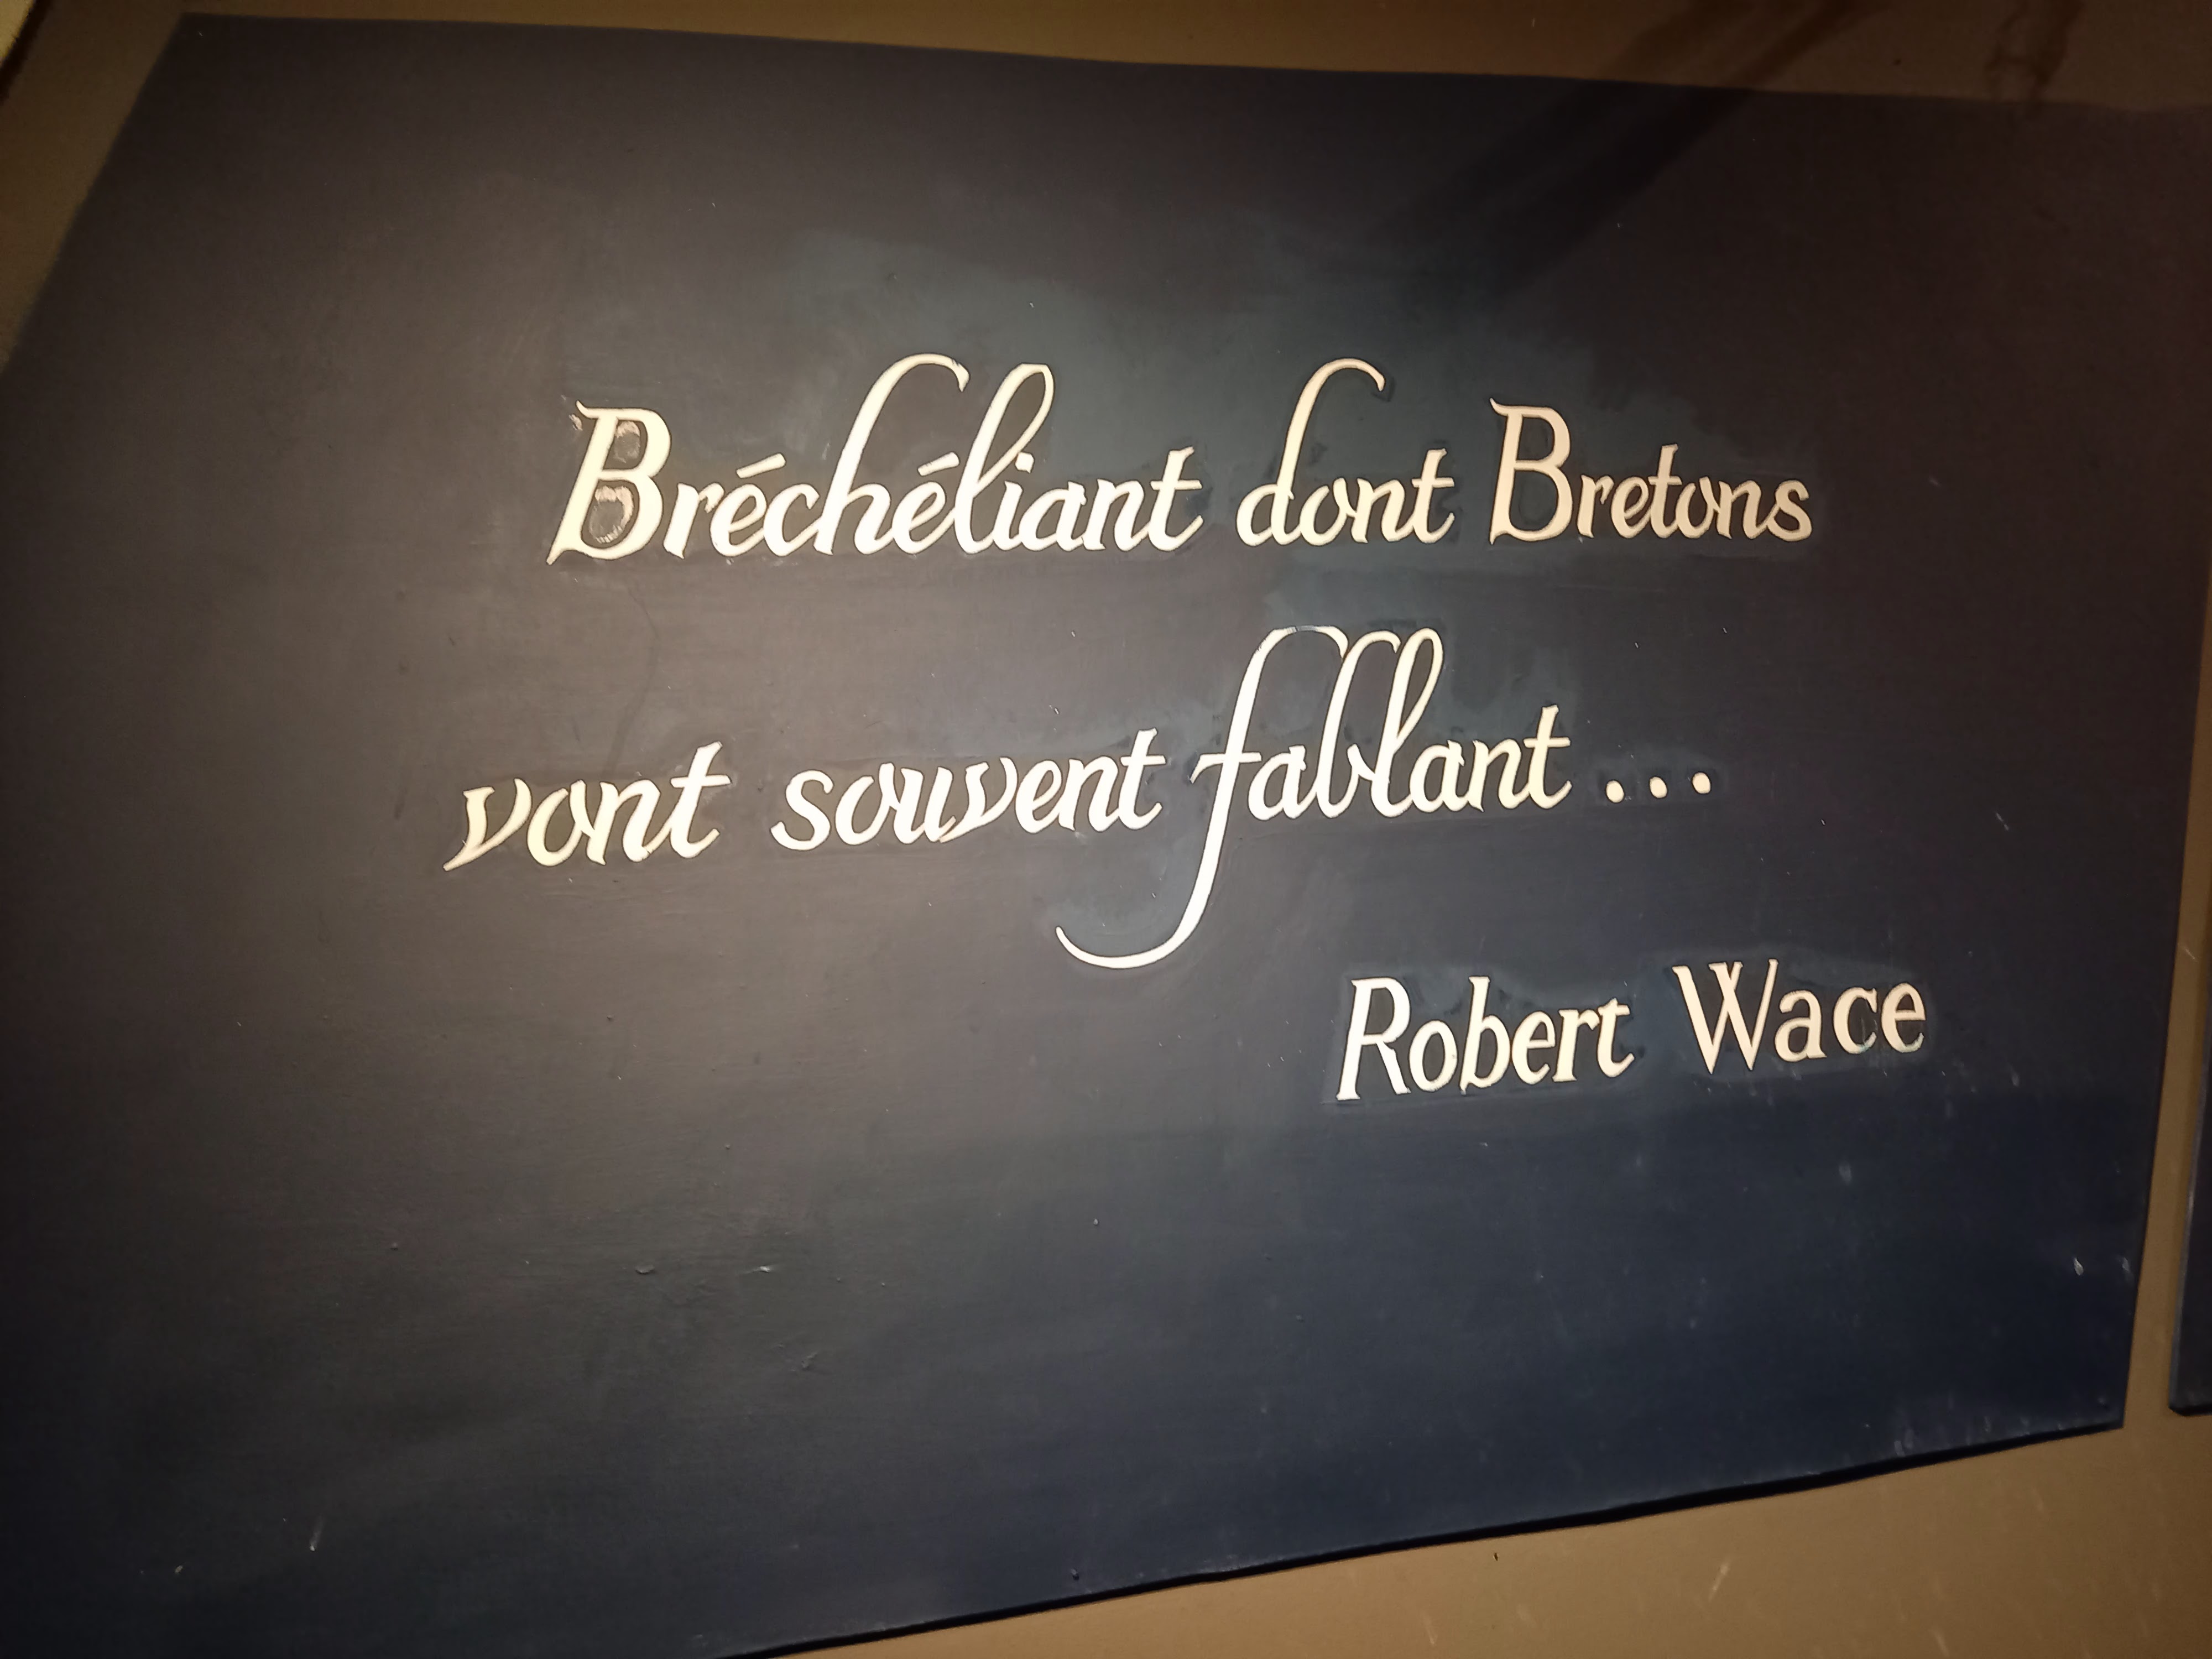 Bréchéliant dont Bretons
vont souvent fablant ...
Robert Wace